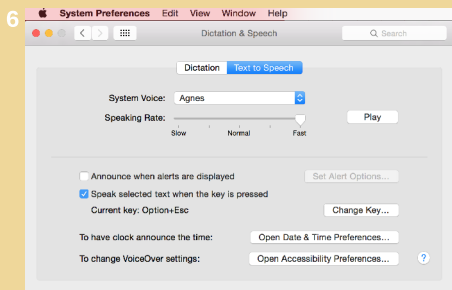 6
System Preferences Edit View Window Help
Dictation & Speech
Search
Dictation Text to Speech
System Voice: Agnes
Speaking Rate:
Play
Slow Normal Fast
Announce when alerts are displayed
Set Alert Options...
Speak selected text when the key is pressed
Current key: Option+Esc
Change Key...
To have clock announce the time:
Open Date & Time Preferences...
To change VoiceOver settings:
Open Accessibility Preferences...
?